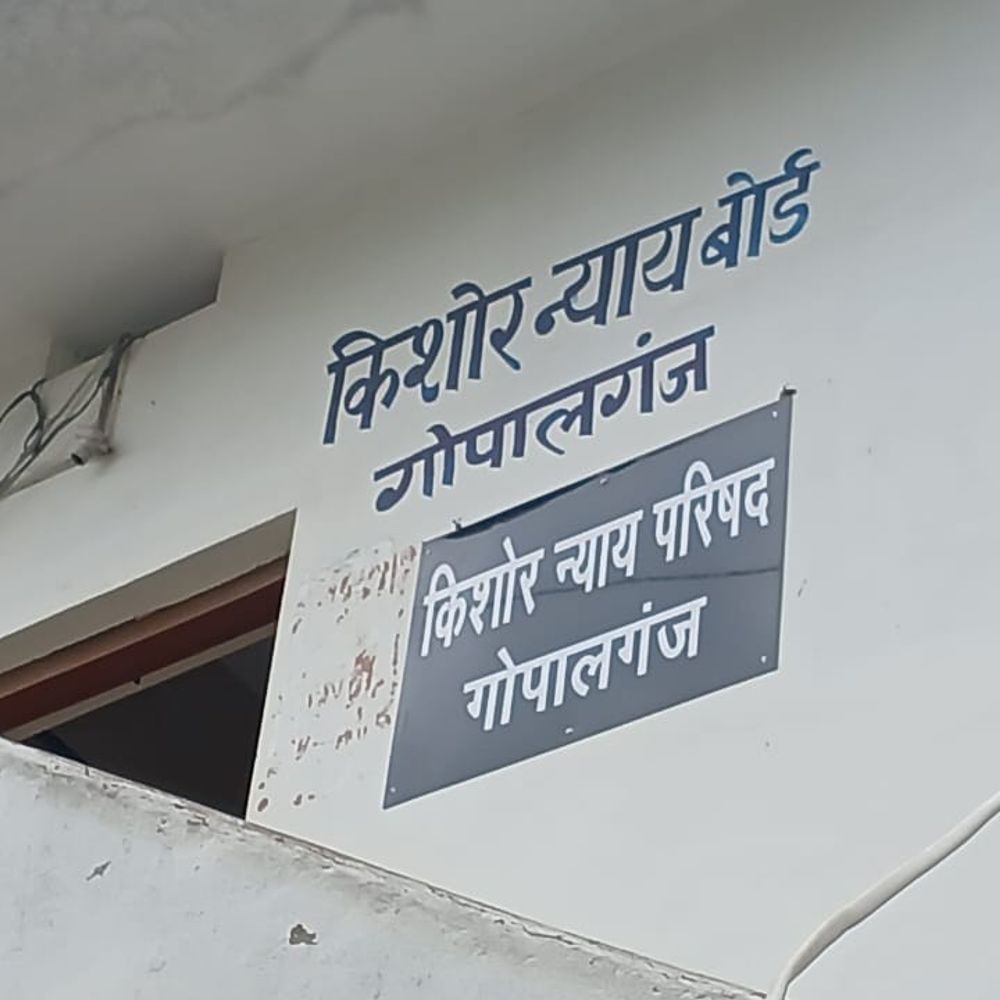 किशोर न्याय बोर्ड
गोपालगंज
किशोर न्याय परिषद
गोपालगंज